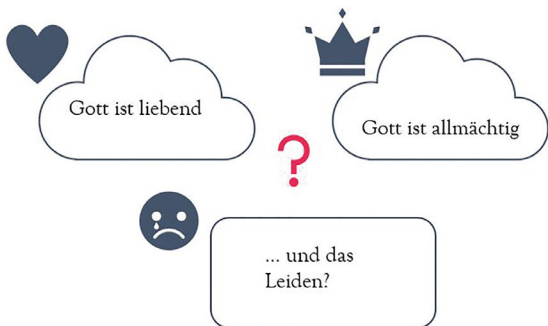 Gott ist liebend
Gott ist allmächtig
?
... und das
Leiden?